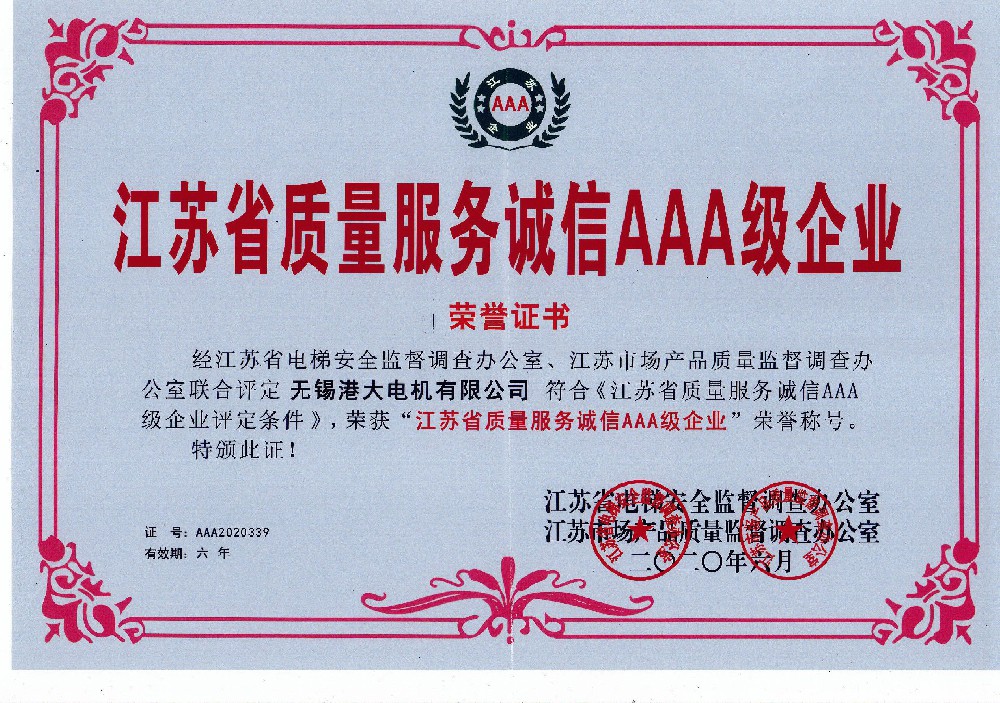 江苏
AAA
企业
江苏省质量服务诚信AAA级企业
荣誉证书
经江苏省电梯安全监督调查办公室、江苏市场产品质量监督调查办
公室联合评定 无锡港大电机有限公司 符合《江苏省质量服务诚信AAA
级企业评定条件》,荣获“江苏省质量服务诚信AAA级企业”荣誉称号。
特颁此证!
江苏省电梯安全监督调查办公室
江苏市场产品质量监督调查办公室
二〇二〇年六月
证 号: AAA2020339
有效期: 六 年